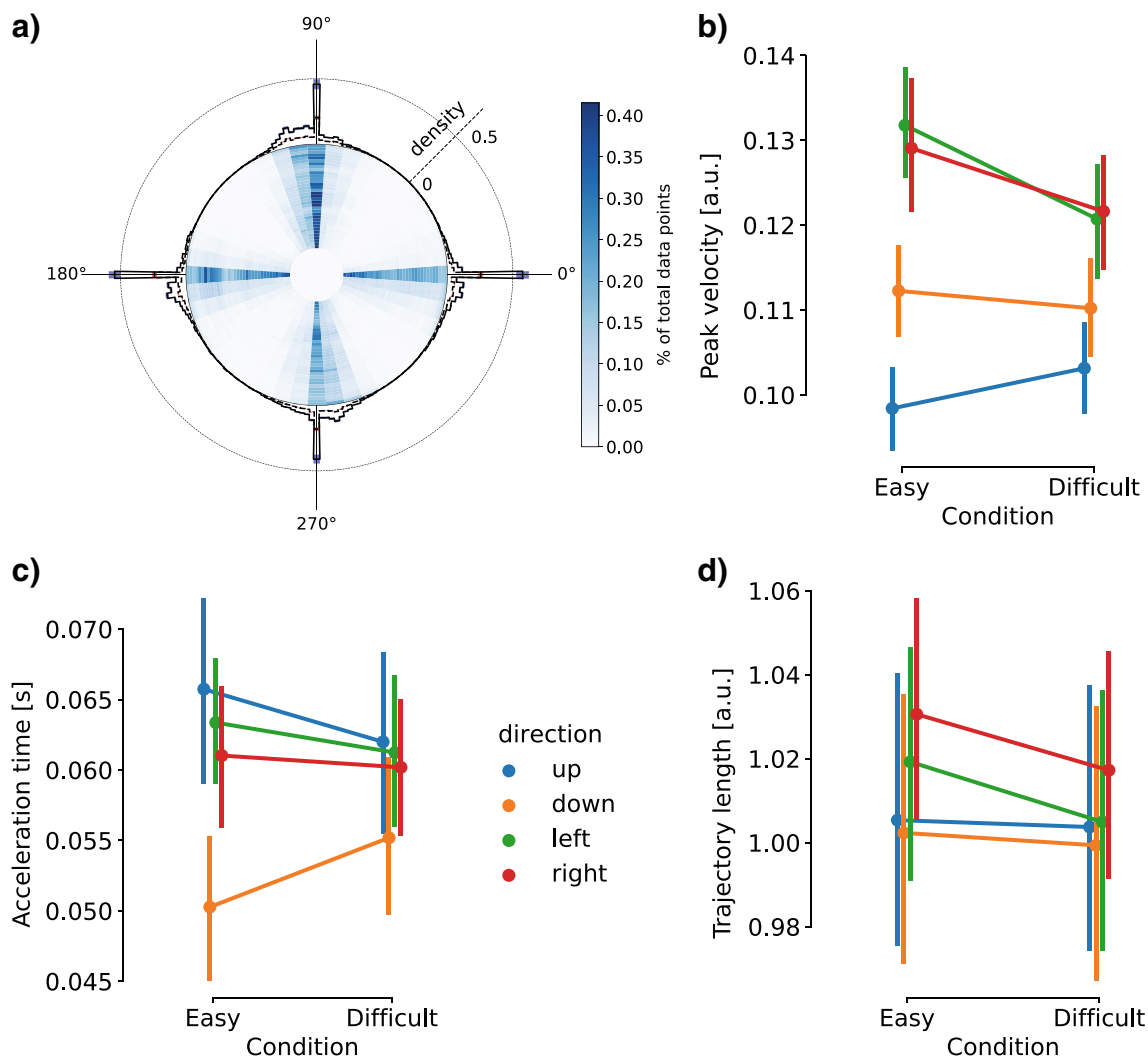 a)
90°
density
0.5
0
180°
0°
270°
0.40
0.35
0.30
0.25
0.20
0.15
0.10
0.05
0.00
% of total data points
b)
0.14
0.13
0.12
0.11
0.10
Peak velocity [a.u.]
Easy
Difficult
Condition
c)
0.070
0.065
0.060
0.055
0.050
0.045
Acceleration time [s]
Easy
Difficult
Condition
direction
up
down
left
right
d)
1.06
1.04
1.02
1.00
0.98
Trajectory length [a.u.]
Easy
Difficult
Condition